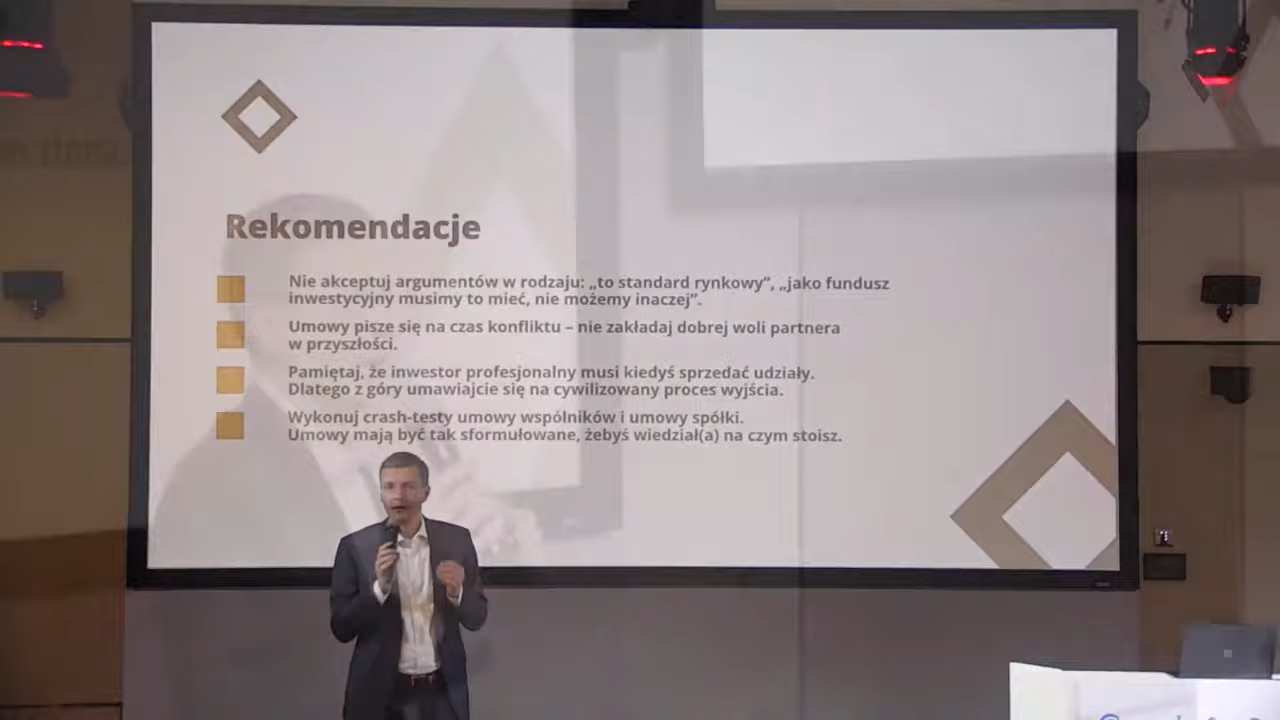 Rekomendacje
Nie akceptuj argumentów w rodzaju: „to standard rynkowy”, „jako fundusz
inwestycyjny musimy to mieć, nie możemy inaczej”.
Umowy pisze się na czas konfliktu – nie zakładaj dobrej woli partnera
w przyszłości.
Pamiętaj, że inwestor profesjonalny musi kiedyś sprzedać udziały.
Dlatego z góry umawiajcie się na cywilizowany proces wyjścia.
Wykonuj crash-testy umowy wspólników i umowy spółki.
Umowy mają być tak sformułowane, żebyś wiedział(a) na czym stoisz.